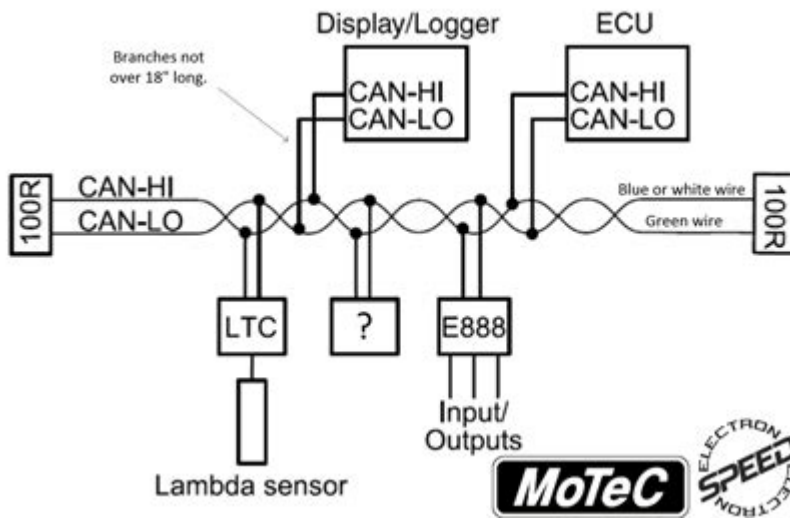 Display/Logger
ECU
Branches not
over 18" long.
CAN-HI
CAN-LO
CAN-HI
CAN-LO
100R
CAN-HI
CAN-LO
Blue or white wire
Green wire
100R
LTC
?
E888
Input/
Outputs
Lambda sensor
MoTeC
ELECTRON
SPEED
ELECTRON